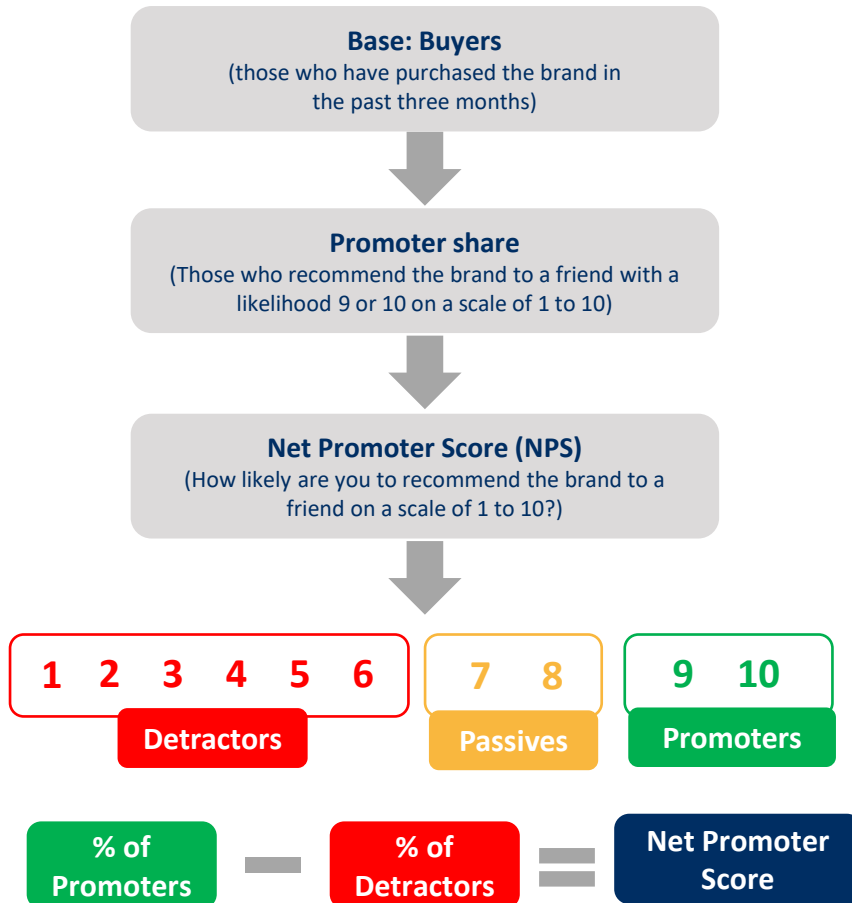 Base: Buyers
(those who have purchased the brand in
the past three months)
Promoter share
(Those who recommend the brand to a friend with a
likelihood 9 or 10 on a scale of 1 to 10)
Net Promoter Score (NPS)
(How likely are you to recommend the brand to a
friend on a scale of 1 to 10?)
1 2 3 4 5 6 7 8 9 10
Detractors Passives Promoters
% of
Promoters
% of
Detractors
Net Promoter
Score